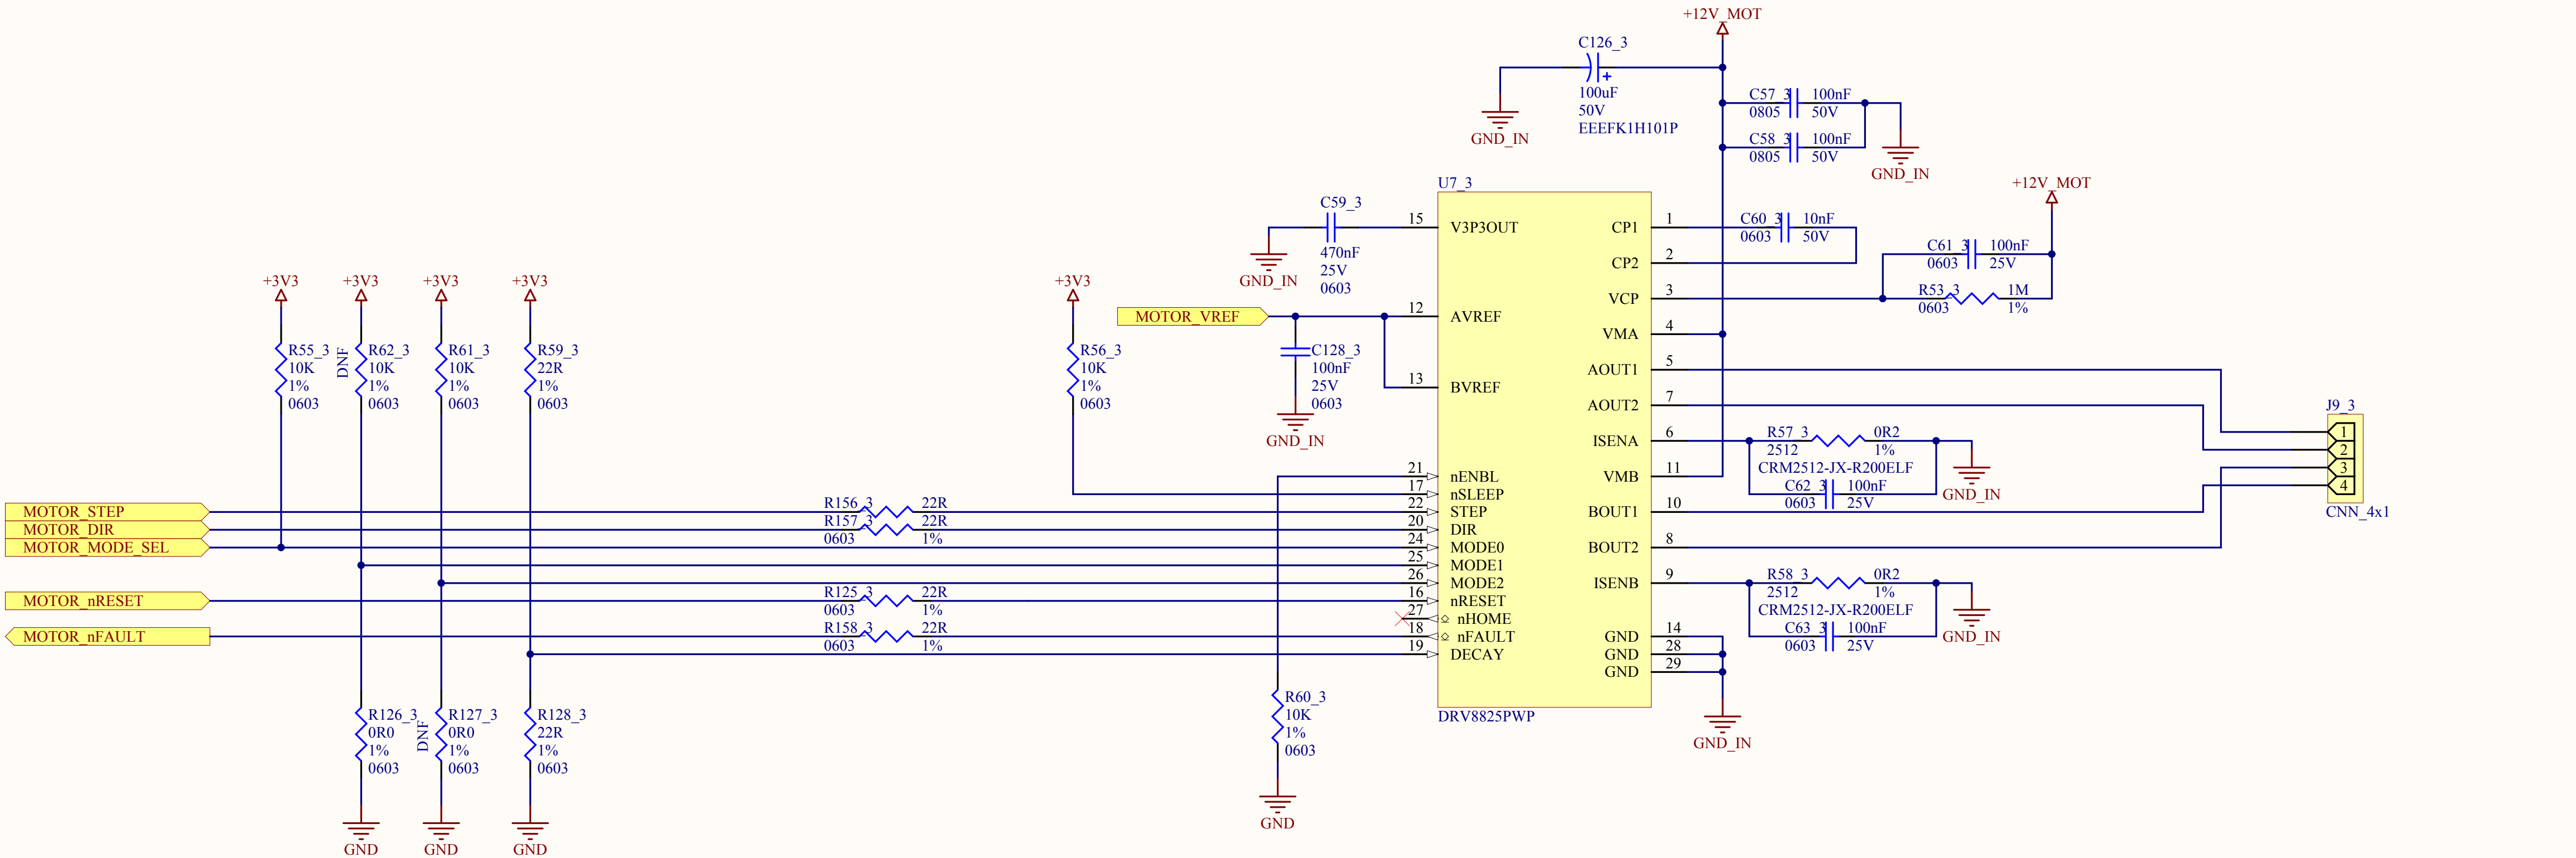 +12V_MOT
C126_3
100uF
50V
EEEFK1H101P
GND_IN
C57_3 100nF
0805 50V
C58_3 100nF
0805 50V
GND_IN
+12V_MOT
U7_3
C59_3
470nF
25V
0603
GND_IN
15 V3P3OUT
12 AVREF
13 BVREF
21 nENBL
17 nSLEEP
22 STEP
20 DIR
24 MODE0
25 MODE1
26 MODE2
16 nRESET
27 nHOME
18 nFAULT
19 DECAY
CP1 1
CP2 2
VCP 3
VMA 4
AOUT1 5
AOUT2 7
ISENA 6
VMB 11
BOUT1 10
BOUT2 8
ISENB 9
GND 14
GND 28
GND 29
DRV8825PWP
C60_3 10nF
0603 50V
C61_3 100nF
0603 25V
R53_3 1M
0603 1%
R57_3 0R2
2512 1%
CRM2512-JX-R200ELF
C62_3 100nF
0603 25V
GND_IN
R58_3 0R2
2512 1%
CRM2512-JX-R200ELF
C63_3 100nF
0603 25V
GND_IN
GND_IN
J9_3
1
2
3
4
CNN_4x1
MOTOR_VREF
C128_3
100nF
25V
0603
GND_IN
+3V3
R56_3
10K
1%
0603
+3V3
R55_3
10K
1%
0603
+3V3
DNF
R62_3
10K
1%
0603
+3V3
R61_3
10K
1%
0603
+3V3
R59_3
22R
1%
0603
MOTOR_STEP
MOTOR_DIR
MOTOR_MODE_SEL
MOTOR_nRESET
MOTOR_nFAULT
R156_3 22R
R157_3 22R
0603 1%
R125_3 22R
0603 1%
R158_3 22R
0603 1%
R126_3
0R0
1%
0603
GND
DNF
R127_3
0R0
1%
0603
GND
R128_3
22R
1%
0603
GND
R60_3
10K
1%
0603
GND